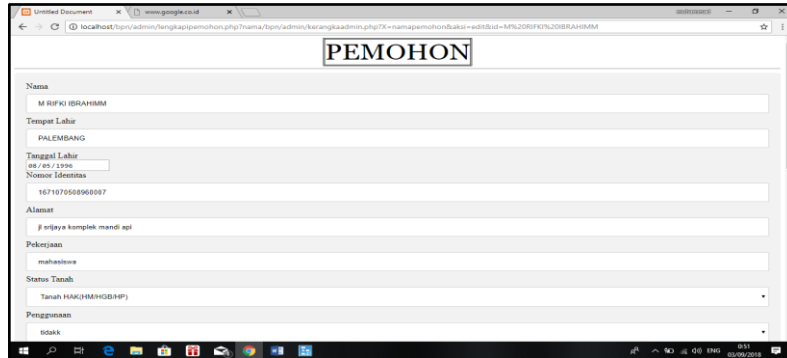 Untitled Document
www.google.co.id
localhost/bpn/admin/lengkapipemohon.php?nama/bpn/admin/kerangkaadmin.php?X=namapemohon&aksi=edit&id=M%20RIFKI%20IBRAHIMM
PEMOHON
Nama
M RIFKI IBRAHIMM
Tempat Lahir
PALEMBANG
Tanggal Lahir
08/05/1996
Nomor Identitas
1671070508960007
Alamat
jl srijaya komplek mandi api
Pekerjaan
mahasiswa
Status Tanah
Tanah HAK(HM/HGB/HP)
Penggunaan
tidakk
ENG
0:51
03/09/2018